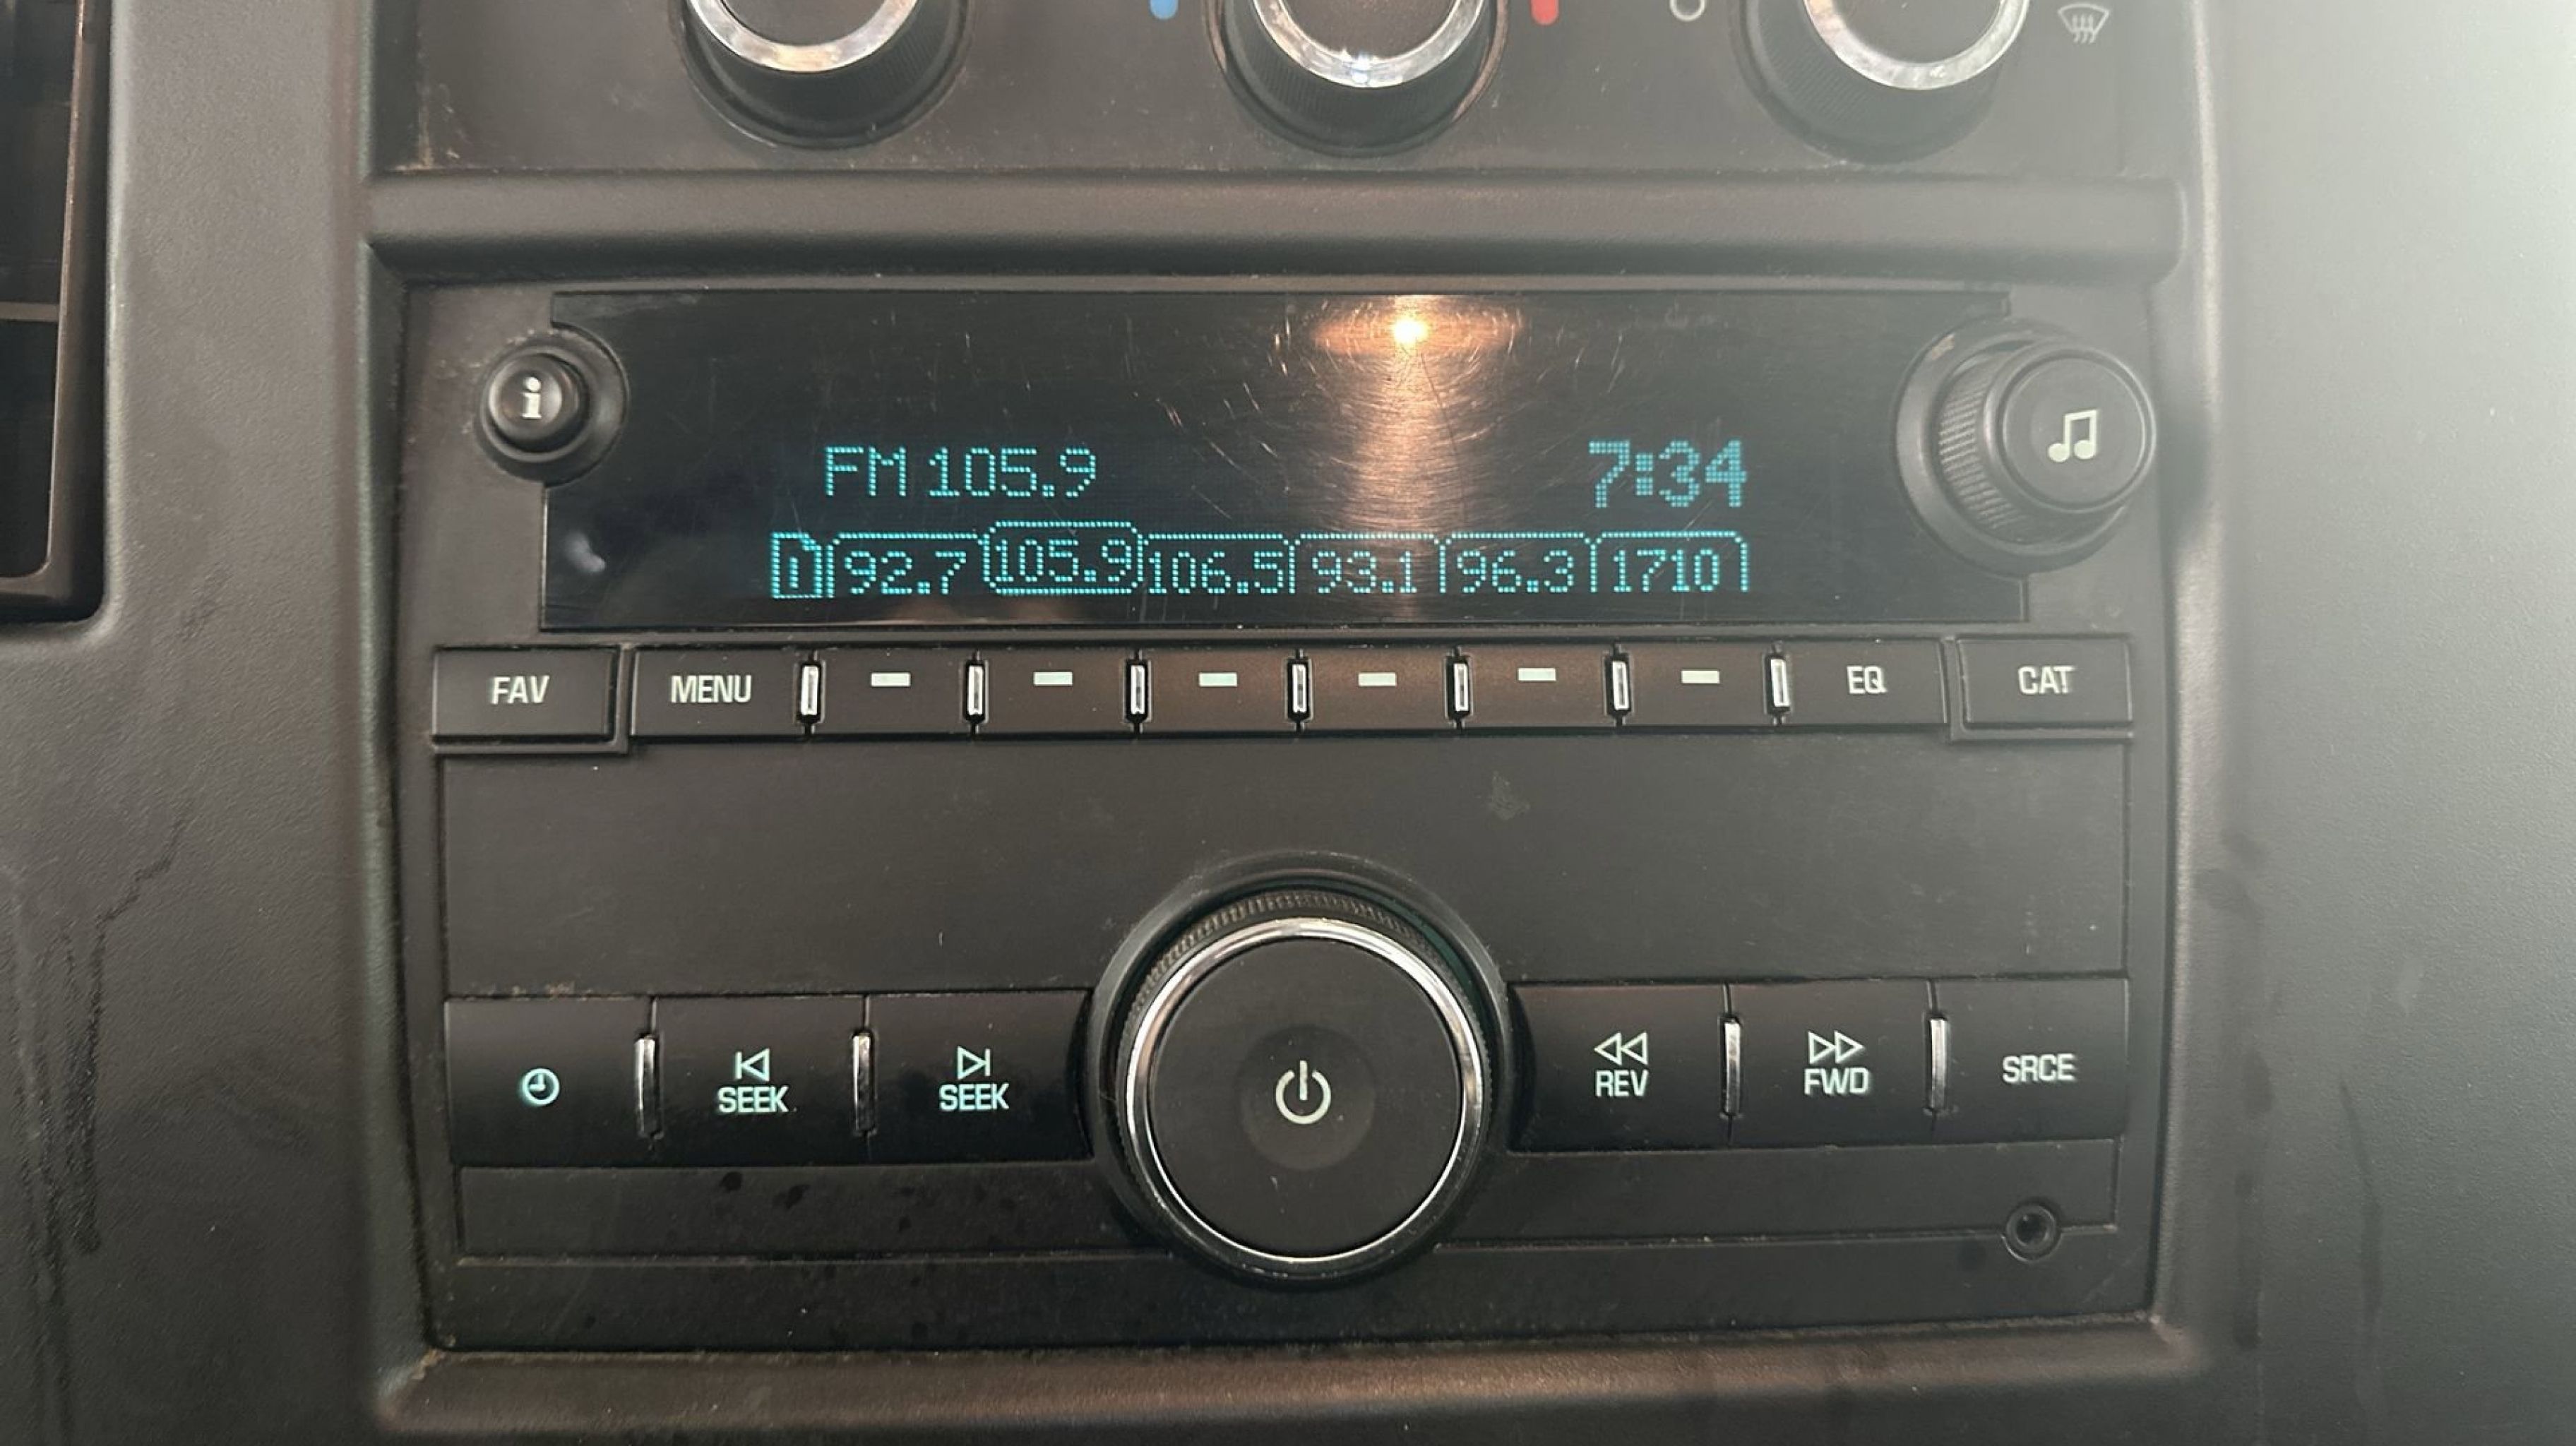 i
FM 105.9 7:34
1 92.7 105.9 106.5 93.1 96.3 1710
FAV MENU EQ CAT
SEEK SEEK REV FWD SRCE